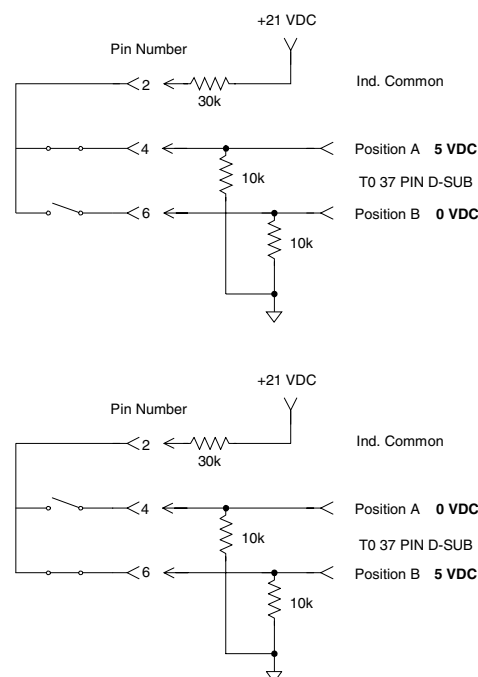 +21 VDC
Pin Number
2
30k
Ind. Common
4
Position A 5 VDC
10k
T0 37 PIN D-SUB
6
Position B 0 VDC
10k
+21 VDC
Pin Number
2
30k
Ind. Common
4
Position A 0 VDC
10k
T0 37 PIN D-SUB
6
Position B 5 VDC
10k